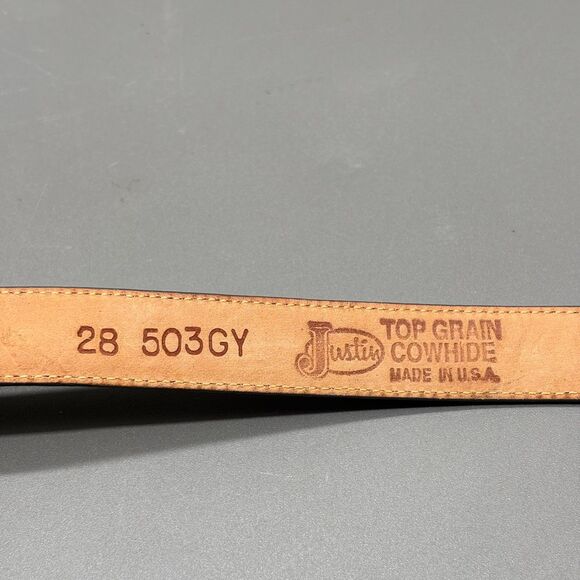 28 503GY
Justin
TOP GRAIN
COWHIDE
MADE IN U.S.A.